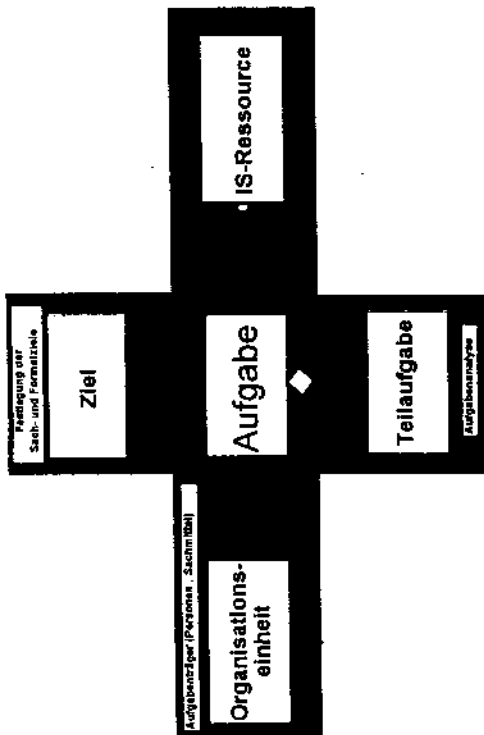 Festlegung der
Sach- und Formalziele
Ziel
Aufgabenträger (Personen , Sachmittel)
Organisations-
einheit
Aufgabe
IS-Ressource
Teilaufgabe
Aufgabenanalyse